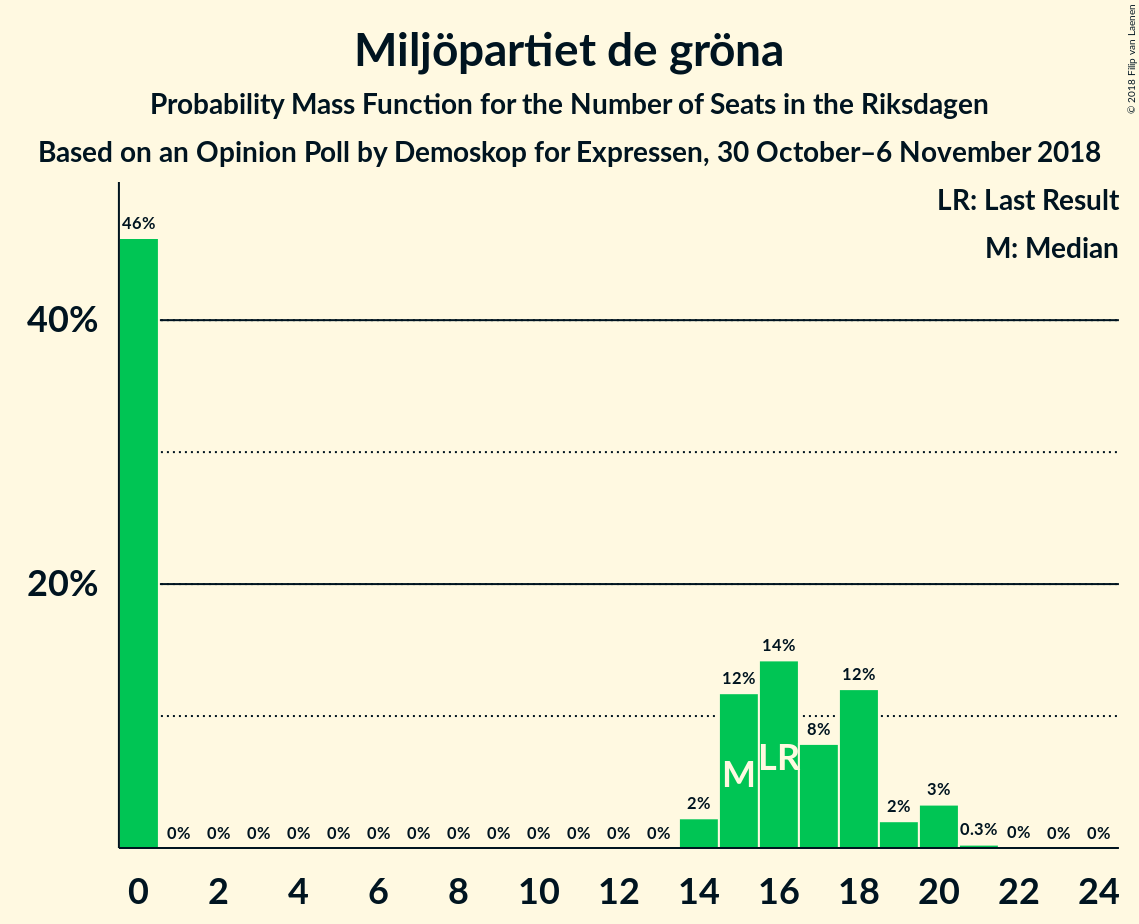 Miljöpartiet de gröna
Probability Mass Function for the Number of Seats in the Riksdagen
Based on an Opinion Poll by Demoskop for Expressen, 30 October–6 November 2018
© 2018 Filip van Laenen
LR: Last Result
M: Median
46%
40%
20%
0% 0% 0% 0% 0% 0% 0% 0% 0% 0% 0% 0% 0% 2% 12% 14% 8% 12% 2% 3% 0.3% 0% 0% 0%
M LR
0 2 4 6 8 10 12 14 16 18 20 22 24